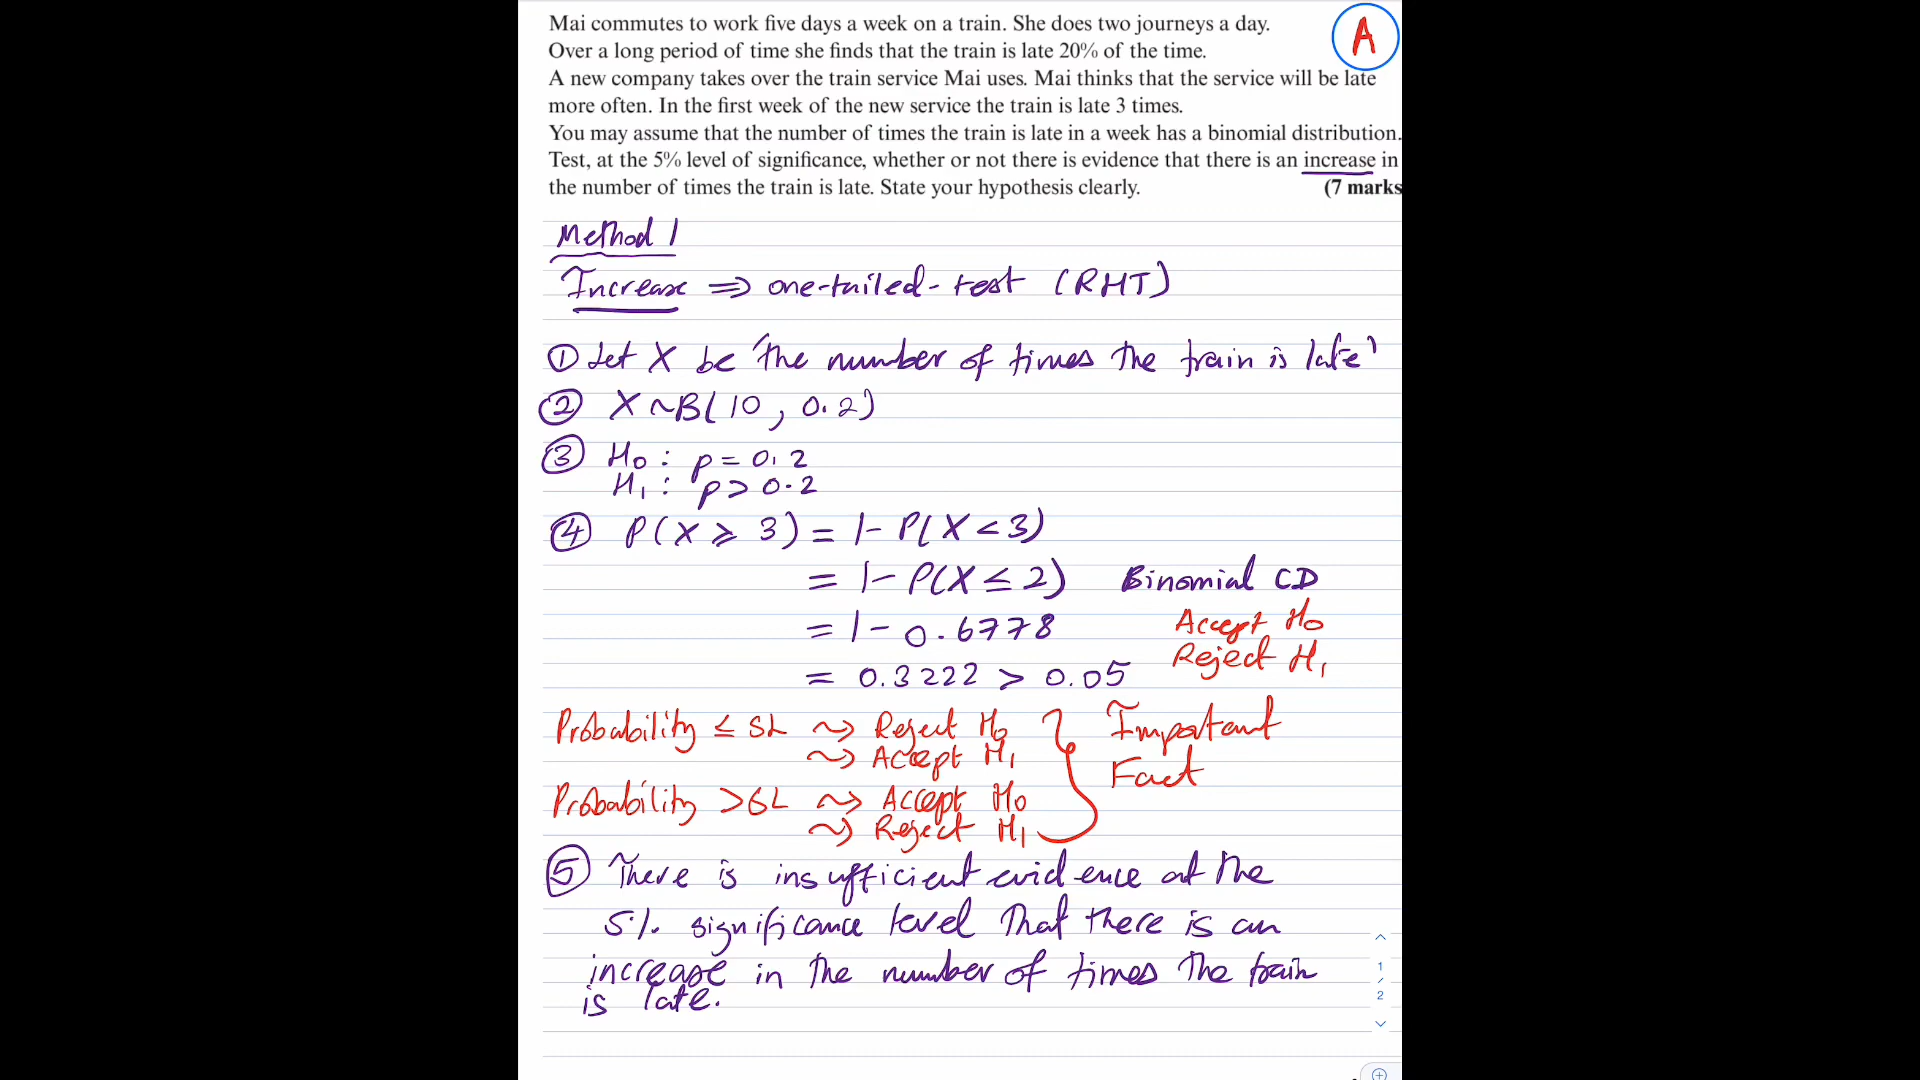 Mai commutes to work five days a week on a train. She does two journeys a day.
A
Over a long period of time she finds that the train is late 20% of the time.
A new company takes over the train service Mai uses. Mai thinks that the service will be late
more often. In the first week of the new service the train is late 3 times.
You may assume that the number of times the train is late in a week has a binomial distribution.
Test, at the 5% level of significance, whether or not there is evidence that there is an increase in
the number of times the train is late. State your hypothesis clearly.
(7 marks
Method 1
Increase ⇒ one-tailed-test (RHT)
① Let X be 'the number of times the train is late'
② X ~ B(10, 0.2)
③ H₀ : p = 0.2
H₁ : p > 0.2
④ P(X ⩾ 3) = 1 - P(X < 3)
= 1 - P(X ≤ 2) Binomial CD
= 1 - 0.6778 Accept H₀
Reject H₁
= 0.3222 > 0.05
Probability ≤ SL ⤳ Reject H₀
⤳ Accept H₁
Probability > SL ⤳ Accept H₀
⤳ Reject H₁
Important
Fact
⑤ There is insufficient evidence at the
5% significance level that there is an
increase in the number of times the train
is late.
1
/
2